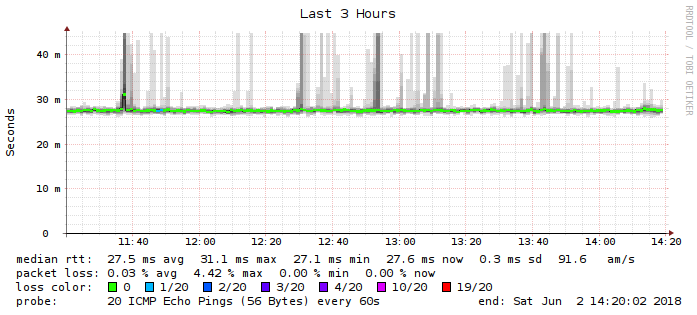 Last 3 Hours
RRDTOOL / TOBI OETIKER
Seconds
40 m
30 m
20 m
10 m
0
11:40 12:00 12:20 12:40 13:00 13:20 13:40 14:00 14:20
median rtt: 27.5 ms avg 31.1 ms max 27.1 ms min 27.6 ms now 0.3 ms sd 91.6 am/s
packet loss: 0.03 % avg 4.42 % max 0.00 % min 0.00 % now
loss color: 0 1/20 2/20 3/20 4/20 10/20 19/20
probe: 20 ICMP Echo Pings (56 Bytes) every 60s end: Sat Jun 2 14:20:02 2018